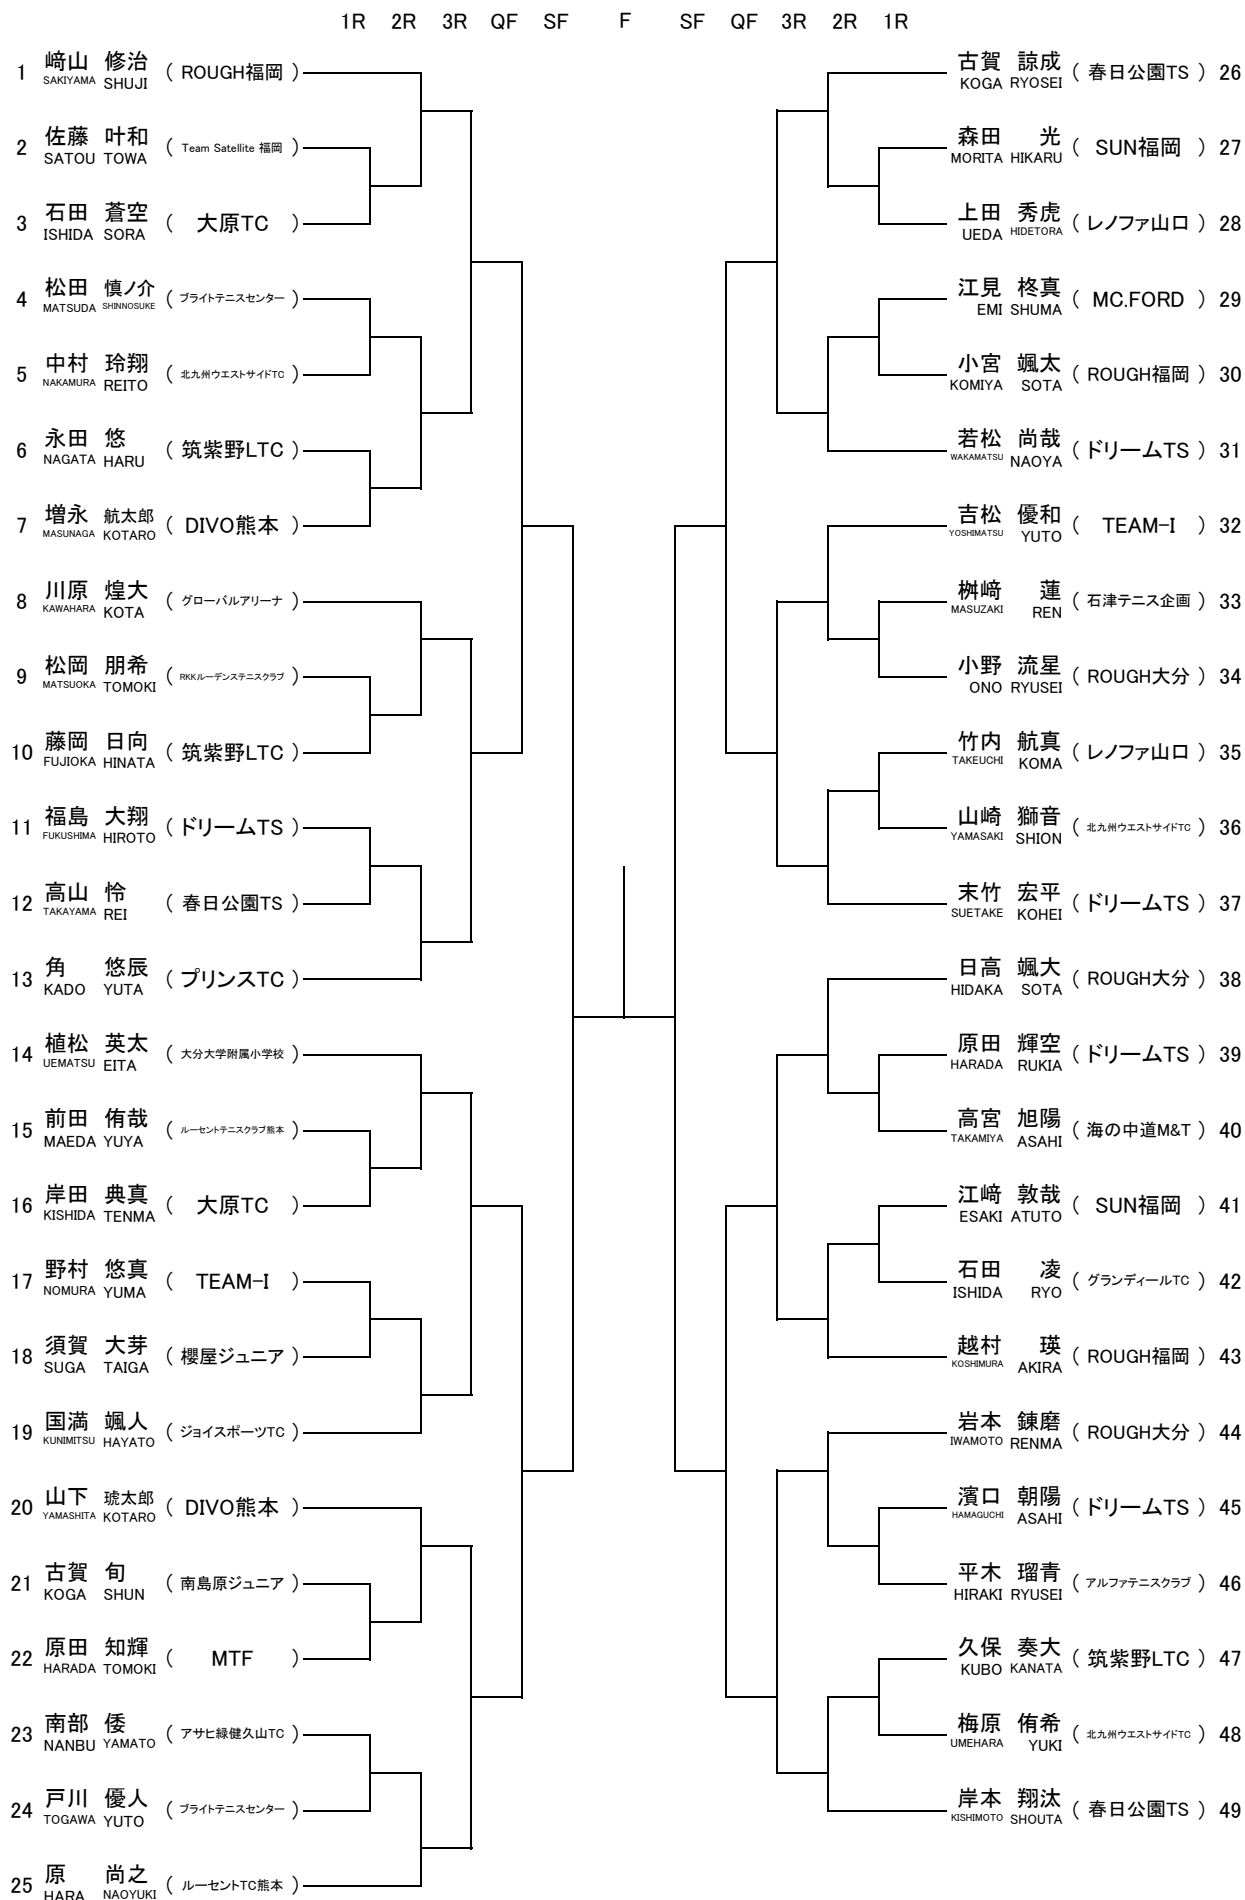 1R 2R 3R QF SF F SF QF 3R 2R 1R
1 﨑山 修治 ( ROUGH福岡 )
SAKIYAMA SHUJI
2 佐藤 叶和 ( Team Satellite 福岡 )
SATOU TOWA
3 石田 蒼空 ( 大原TC )
ISHIDA SORA
4 松田 慎ノ介 ( ブライトテニスセンター )
MATSUDA SHINNOSUKE
5 中村 玲翔 ( 北九州ウエストサイドTC )
NAKAMURA REITO
6 永田 悠 ( 筑紫野LTC )
NAGATA HARU
7 増永 航太郎 ( DIVO熊本 )
MASUNAGA KOTARO
8 川原 煌大 ( グローバルアリーナ )
KAWAHARA KOTA
9 松岡 朋希 ( RKKルーデンステニスクラブ )
MATSUOKA TOMOKI
10 藤岡 日向 ( 筑紫野LTC )
FUJIOKA HINATA
11 福島 大翔 ( ドリームTS )
FUKUSHIMA HIROTO
12 高山 怜 ( 春日公園TS )
TAKAYAMA REI
13 角 悠辰 ( プリンスTC )
KADO YUTA
14 植松 英太 ( 大分大学附属小学校 )
UEMATSU EITA
15 前田 侑哉 ( ルーセントテニスクラブ熊本 )
MAEDA YUYA
16 岸田 典真 ( 大原TC )
KISHIDA TENMA
17 野村 悠真 ( TEAM-I )
NOMURA YUMA
18 須賀 大芽 ( 櫻屋ジュニア )
SUGA TAIGA
19 国満 颯人 ( ジョイスポーツTC )
KUNIMITSU HAYATO
20 山下 琥太郎 ( DIVO熊本 )
YAMASHITA KOTARO
21 古賀 旬 ( 南島原ジュニア )
KOGA SHUN
22 原田 知輝 ( MTF )
HARADA TOMOKI
23 南部 倭 ( アサヒ緑健久山TC )
NANBU YAMATO
24 戸川 優人 ( ブライトテニスセンター )
TOGAWA YUTO
25 原 尚之 ( ルーセントTC熊本 )
HARA NAOYUKI
古賀 諒成 ( 春日公園TS ) 26
KOGA RYOSEI
森田 光 ( SUN福岡 ) 27
MORITA HIKARU
上田 秀虎 ( レノファ山口 ) 28
UEDA HIDETORA
江見 柊真 ( MC.FORD ) 29
EMI SHUMA
小宮 颯太 ( ROUGH福岡 ) 30
KOMIYA SOTA
若松 尚哉 ( ドリームTS ) 31
WAKAMATSU NAOYA
吉松 優和 ( TEAM-I ) 32
YOSHIMATSU YUTO
桝﨑 蓮 ( 石津テニス企画 ) 33
MASUZAKI REN
小野 流星 ( ROUGH大分 ) 34
ONO RYUSEI
竹内 航真 ( レノファ山口 ) 35
TAKEUCHI KOMA
山崎 獅音 ( 北九州ウエストサイドTC ) 36
YAMASAKI SHION
末竹 宏平 ( ドリームTS ) 37
SUETAKE KOHEI
日高 颯大 ( ROUGH大分 ) 38
HIDAKA SOTA
原田 輝空 ( ドリームTS ) 39
HARADA RUKIA
高宮 旭陽 ( 海の中道M&T ) 40
TAKAMIYA ASAHI
江﨑 敦哉 ( SUN福岡 ) 41
ESAKI ATUTO
石田 凌 ( グランディールTC ) 42
ISHIDA RYO
越村 瑛 ( ROUGH福岡 ) 43
KOSHIMURA AKIRA
岩本 錬磨 ( ROUGH大分 ) 44
IWAMOTO RENMA
濱口 朝陽 ( ドリームTS ) 45
HAMAGUCHI ASAHI
平木 瑠青 ( アルファテニスクラブ ) 46
HIRAKI RYUSEI
久保 奏大 ( 筑紫野LTC ) 47
KUBO KANATA
梅原 侑希 ( 北九州ウエストサイドTC ) 48
UMEHARA YUKI
岸本 翔汰 ( 春日公園TS ) 49
KISHIMOTO SHOUTA